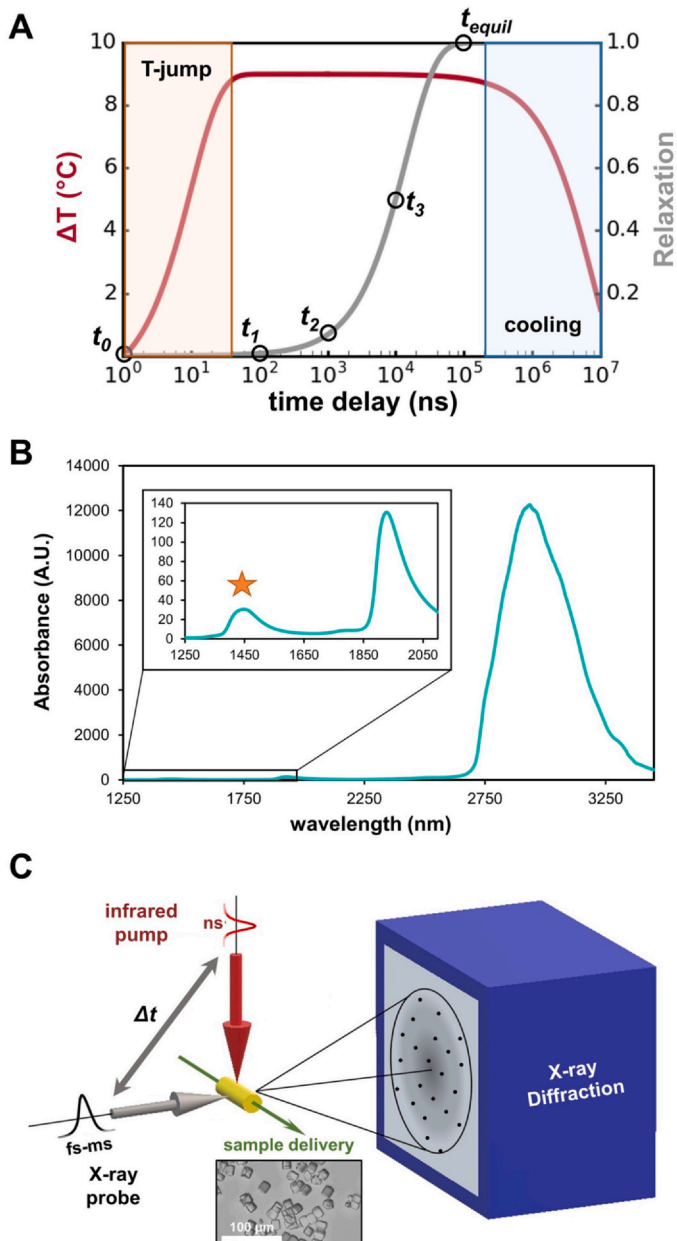 A
T-jump
t_equil
ΔT (°C)
10
8
6
4
2
t_0
t_1
t_2
t_3
cooling
Relaxation
1.0
0.8
0.6
0.4
0.2
10^0
10^1
10^2
10^3
10^4
10^5
10^6
10^7
7
time delay (ns)
B
Absorbance (A.U.)
14000
12000
10000
8000
6000
4000
2000
0
140
120
100
80
60
40
20
0
1250
1450
1650
1850
2050
1250
1750
2250
2750
3250
wavelength (nm)
C
infrared
pump
ns
Δt
fs-ms
X-ray
probe
sample delivery
100 µm
X-ray
Diffraction